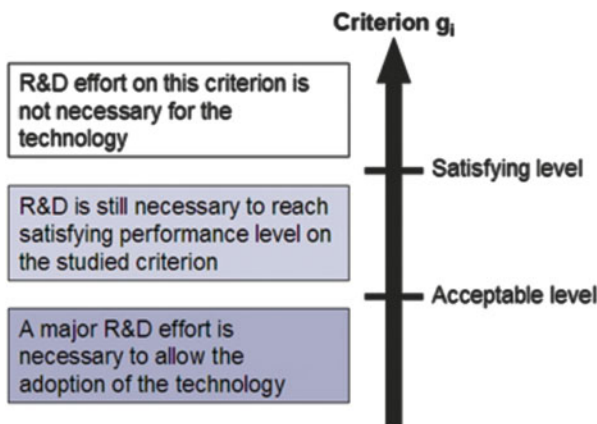 Criterion gi
R&D effort on this criterion is
not necessary for the
technology
Satisfying level
R&D is still necessary to reach
satisfying performance level on
the studied criterion
Acceptable level
A major R&D effort is
necessary to allow the
adoption of the technology